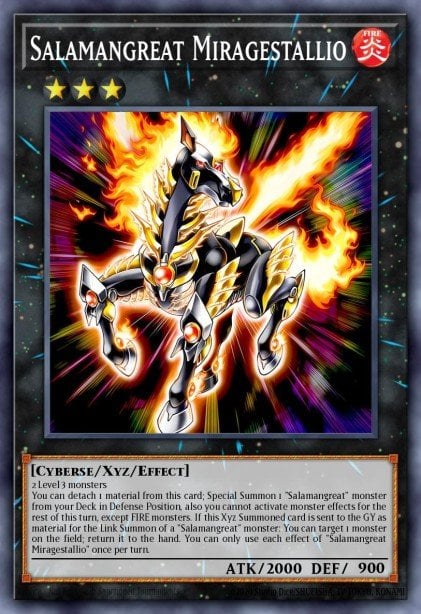 Salamangreat Miragestallio
FIRE
炎
[Cyberse/Xyz/Effect]
2 Level 3 monsters
You can detach 1 material from this card; Special Summon 1 "Salamangreat" monster
from your Deck in Defense Position, also you cannot activate monster effects for the
rest of this turn, except FIRE monsters. If this Xyz Summoned card is sent to the GY as
material for the Link Summon of a "Salamangreat" monster: You can target 1
monster on the field; return it to the hand. You can only use each effect of "Salamangreat
Miragestallio" once per turn.
ATK/2000 DEF/ 900